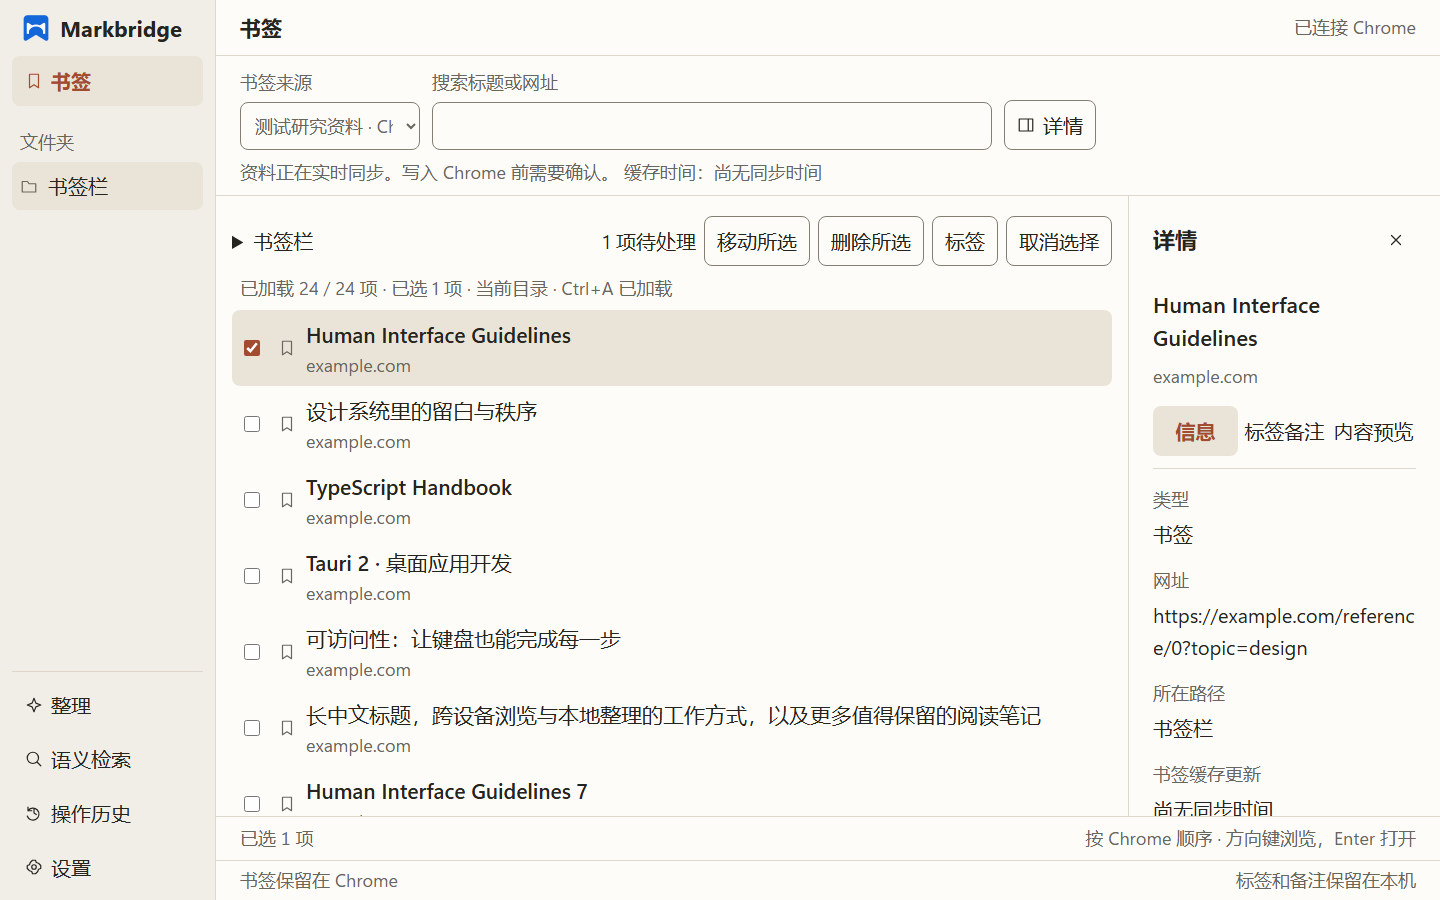 Markbridge
书签
文件夹
书签栏
整理
语义检索
操作历史
设置
书签
已连接 Chrome
书签来源
搜索标题或网址
测试研究资料 · Ch
详情
资料正在实时同步。写入 Chrome 前需要确认。 缓存时间：尚无同步时间
书签栏
1 项待处理
移动所选
删除所选
标签
取消选择
已加载 24 / 24 项 · 已选 1 项 · 当前目录 · Ctrl+A 已加载
Human Interface Guidelines
example.com
设计系统里的留白与秩序
example.com
TypeScript Handbook
example.com
Tauri 2 · 桌面应用开发
example.com
可访问性：让键盘也能完成每一步
example.com
长中文标题，跨设备浏览与本地整理的工作方式，以及更多值得保留的阅读笔记
example.com
Human Interface Guidelines 7
详情
Human Interface
Guidelines
example.com
信息
标签备注
内容预览
类型
书签
网址
https://example.com/referenc
e/0?topic=design
所在路径
书签栏
书签缓存更新
尚无同步时间
已选 1 项
按 Chrome 顺序 · 方向键浏览，Enter 打开
书签保留在 Chrome
标签和备注保留在本机